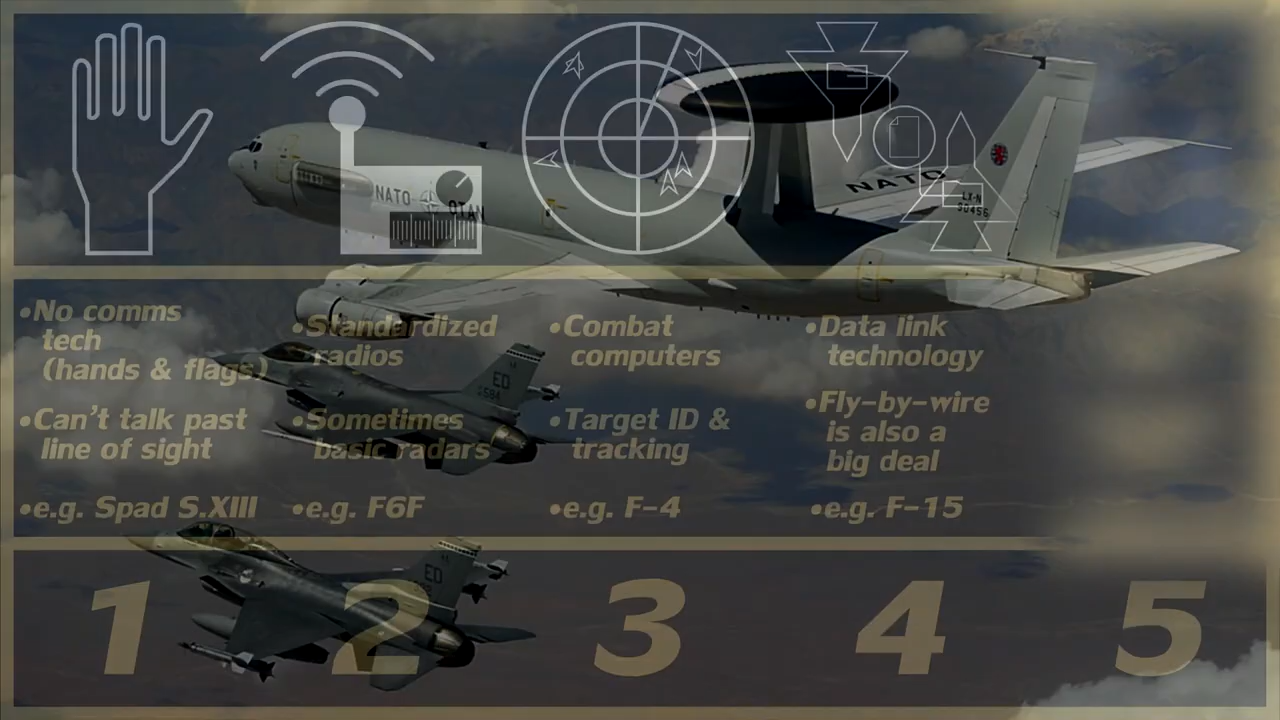 NATO
OTAN
NATO
LX-N
90456
•No comms
tech
(hands & flags)
•Can't talk past
line of sight
•e.g. Spad S.XIII
•Standardized
radios
•Sometimes
basic radars
•e.g. F6F
•Combat
computers
•Target ID &
tracking
•e.g. F-4
•Data link
technology
•Fly-by-wire
is also a
big deal
•e.g. F-15
ED
ED
1 2 3 4 5